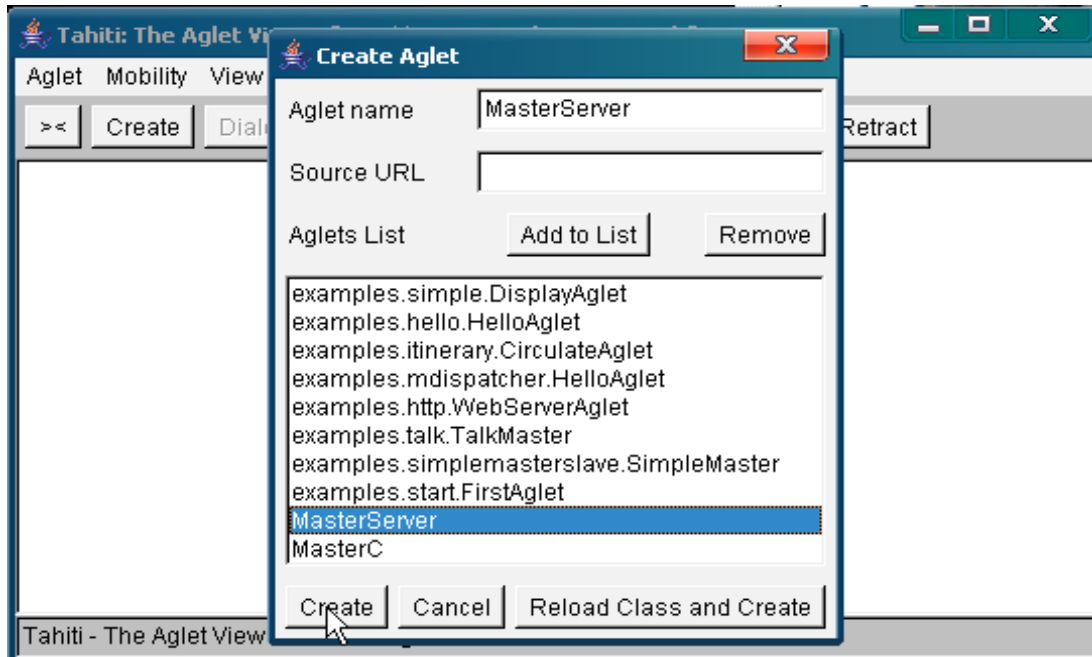 Tahiti: The Aglet Vi
Create Aglet
Aglet Mobility View
>< Create Dial
Retract
Aglet name MasterServer
Source URL
Aglets List Add to List Remove
examples.simple.DisplayAglet
examples.hello.HelloAglet
examples.itinerary.CirculateAglet
examples.mdispatcher.HelloAglet
examples.http.WebServerAglet
examples.talk.TalkMaster
examples.simplemasterslave.SimpleMaster
examples.start.FirstAglet
MasterServer
MasterC
Create Cancel Reload Class and Create
Tahiti - The Aglet View